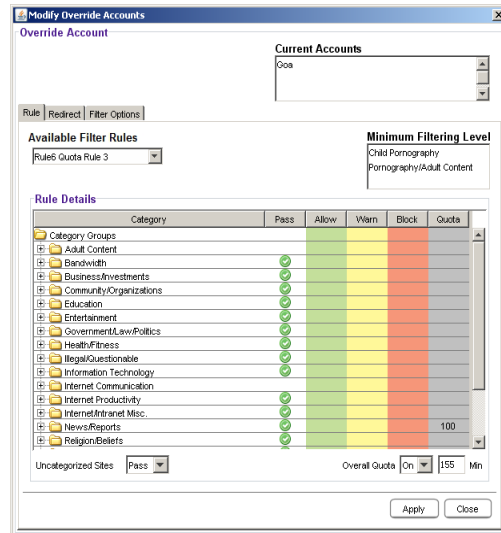 Modify Override Accounts
Override Account
Current Accounts
Goa
Rule Redirect Filter Options
Available Filter Rules
Minimum Filtering Level
Rule6 Quota Rule 3
Child Pornography
Pornography/Adult Content
Rule Details
Category Pass Allow Warn Block Quota
Category Groups
Adult Content
Bandwidth
Business/Investments
Community/Organizations
Education
Entertainment
Government/Law/Politics
Health/Fitness
Illegal/Questionable
Information Technology
Internet Communication
Internet Productivity
Internet/Intranet Misc.
News/Reports 100
Religion/Beliefs
Uncategorized Sites Pass Overall Quota On 155 Min
Apply Close